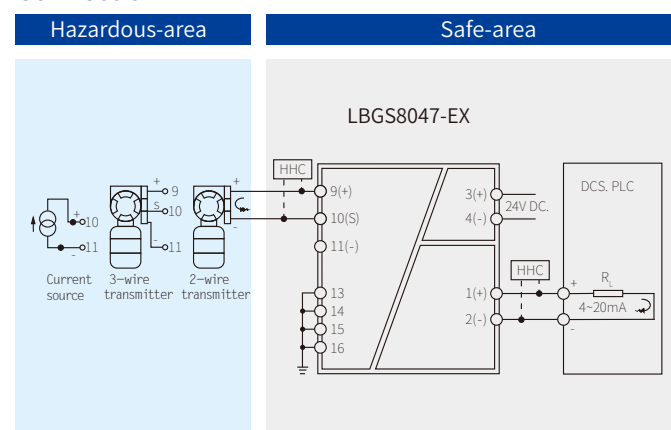 Hazardous-area
Safe-area
LBGS8047-EX
HHC
9(+)
10(S)
11(-)
13
14
15
16
3(+)
4(-)
24V DC.
1(+)
2(-)
HHC
DCS. PLC
+
R_L
4~20mA
-
+
10
-
11
Current
source
+
9
S
10
-
11
3-wire
transmitter
+
-
2-wire
transmitter